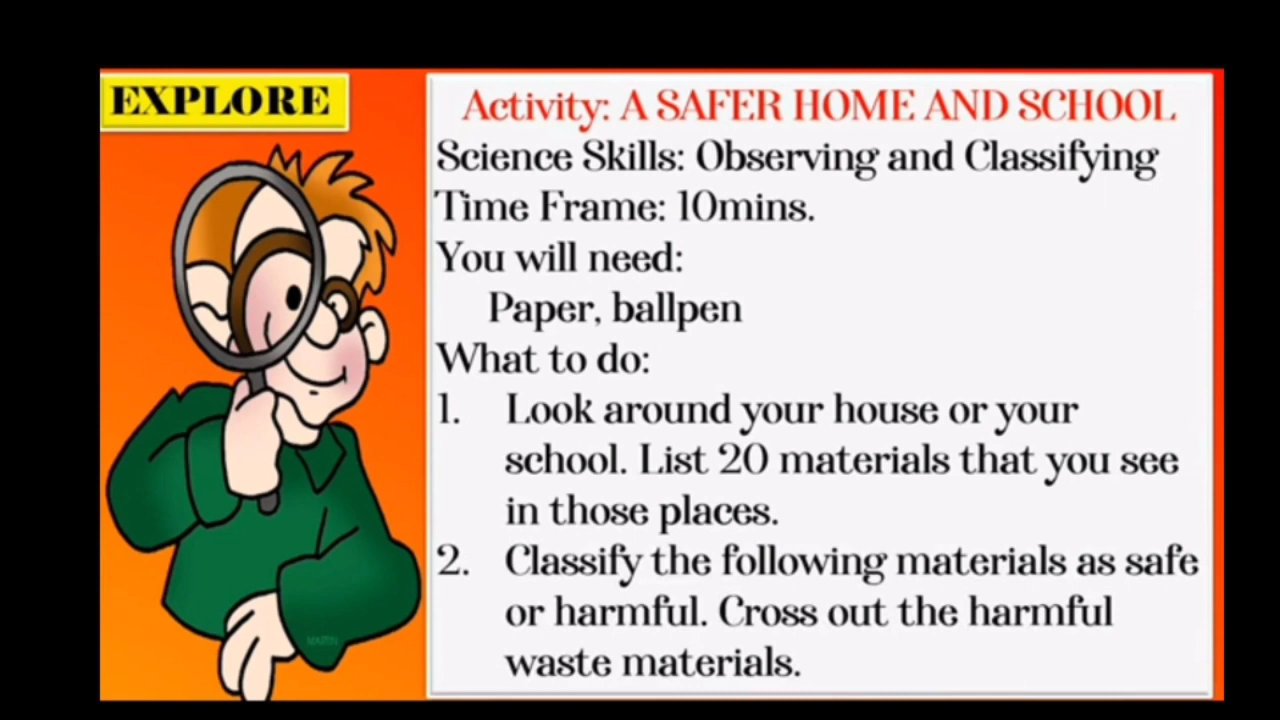 EXPLORE
Activity: A SAFER HOME AND SCHOOL
Science Skills: Observing and Classifying
Time Frame: 10mins.
You will need:
Paper, ballpen
What to do:
1. Look around your house or your
school. List 20 materials that you see
in those places.
2. Classify the following materials as safe
or harmful. Cross out the harmful
waste materials.